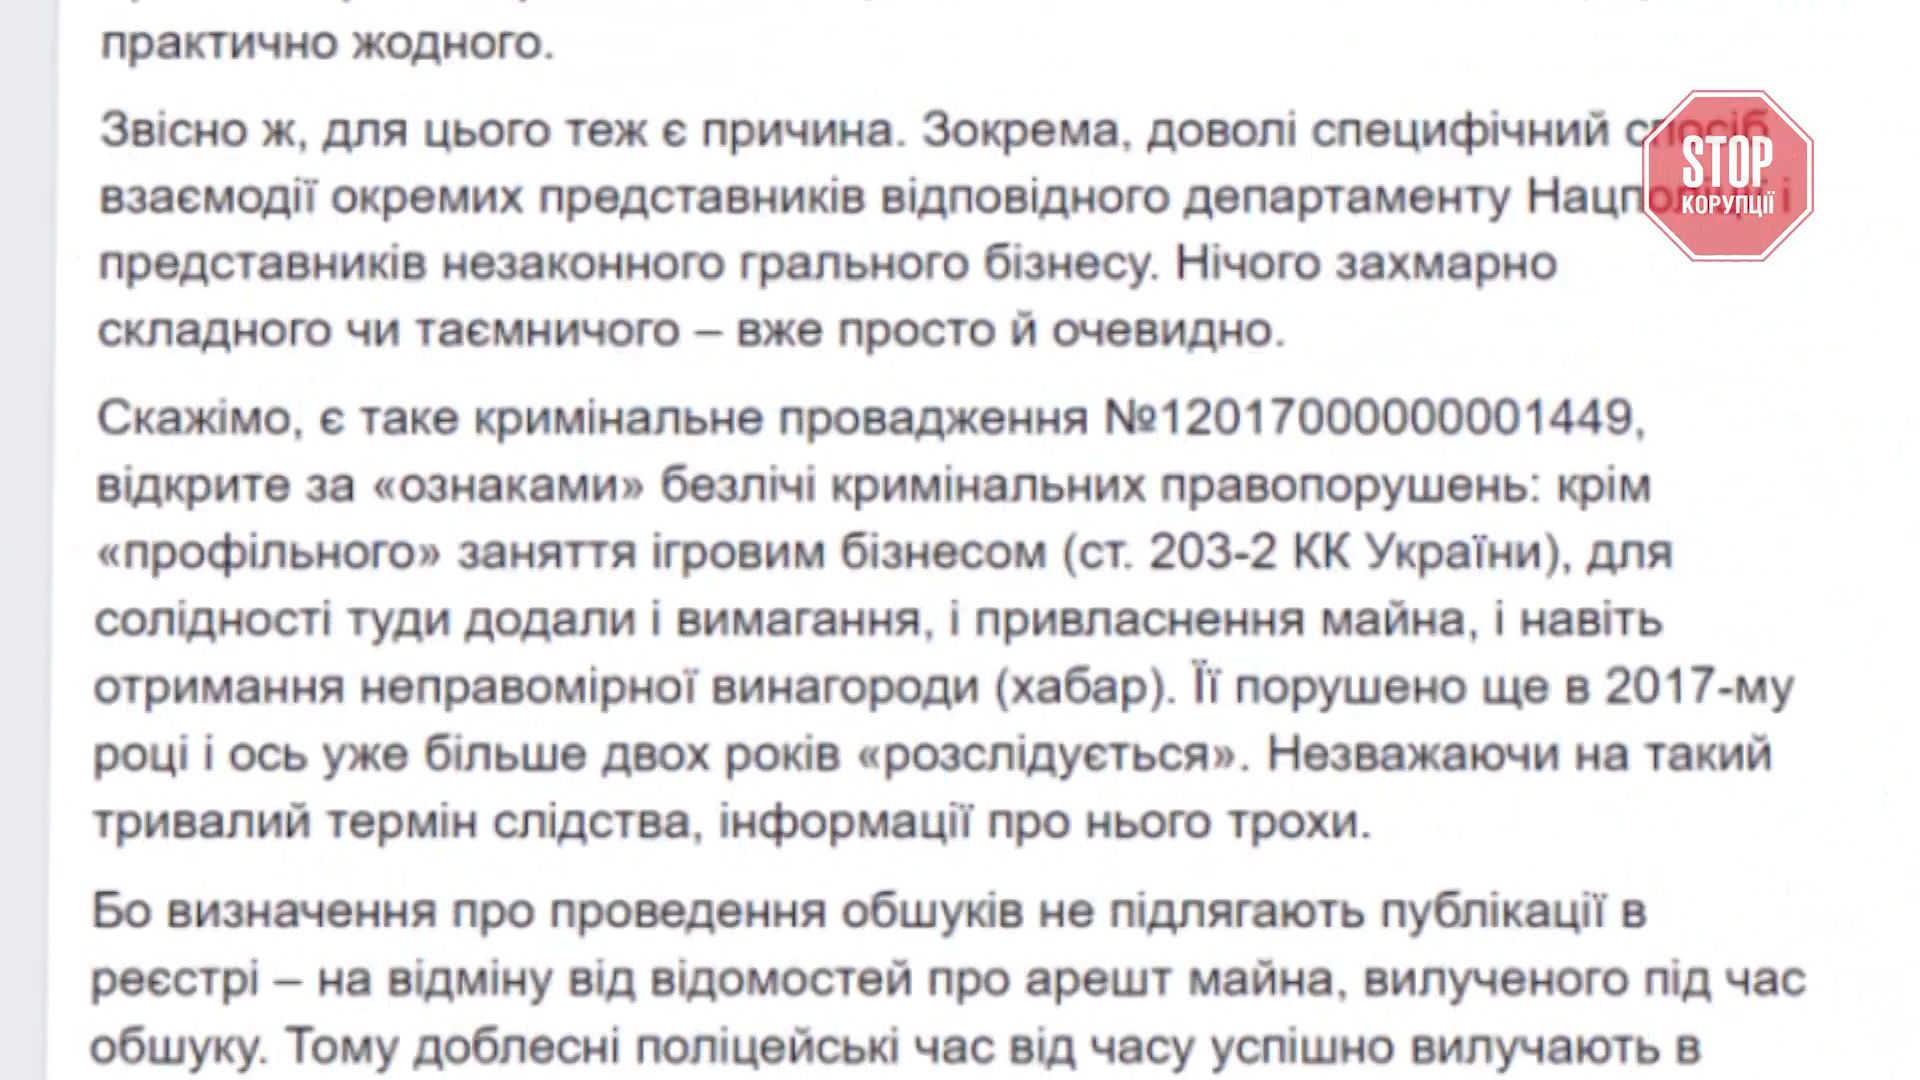 практично жодного.
Звісно ж, для цього теж є причина. Зокрема, доволі специфічний спосіб
взаємодії окремих представників відповідного департаменту Нацполіції і
представників незаконного грального бізнесу. Нічого захмарно
складного чи таємничого – вже просто й очевидно.
Скажімо, є таке кримінальне провадження №12017000000001449,
відкрите за «ознаками» безлічі кримінальних правопорушень: крім
«профільного» заняття ігровим бізнесом (ст. 203-2 КК України), для
солідності туди додали і вимагання, і привласнення майна, і навіть
отримання неправомірної винагороди (хабар). Її порушено ще в 2017-му
році і ось уже більше двох років «розслідується». Незважаючи на такий
тривалий термін слідства, інформації про нього трохи.
Бо визначення про проведення обшуків не підлягають публікації в
реєстрі – на відміну від відомостей про арешт майна, вилученого під час
обшуку. Тому доблесні поліцейські час від часу успішно вилучають в
STOP
КОРУПЦІЇ